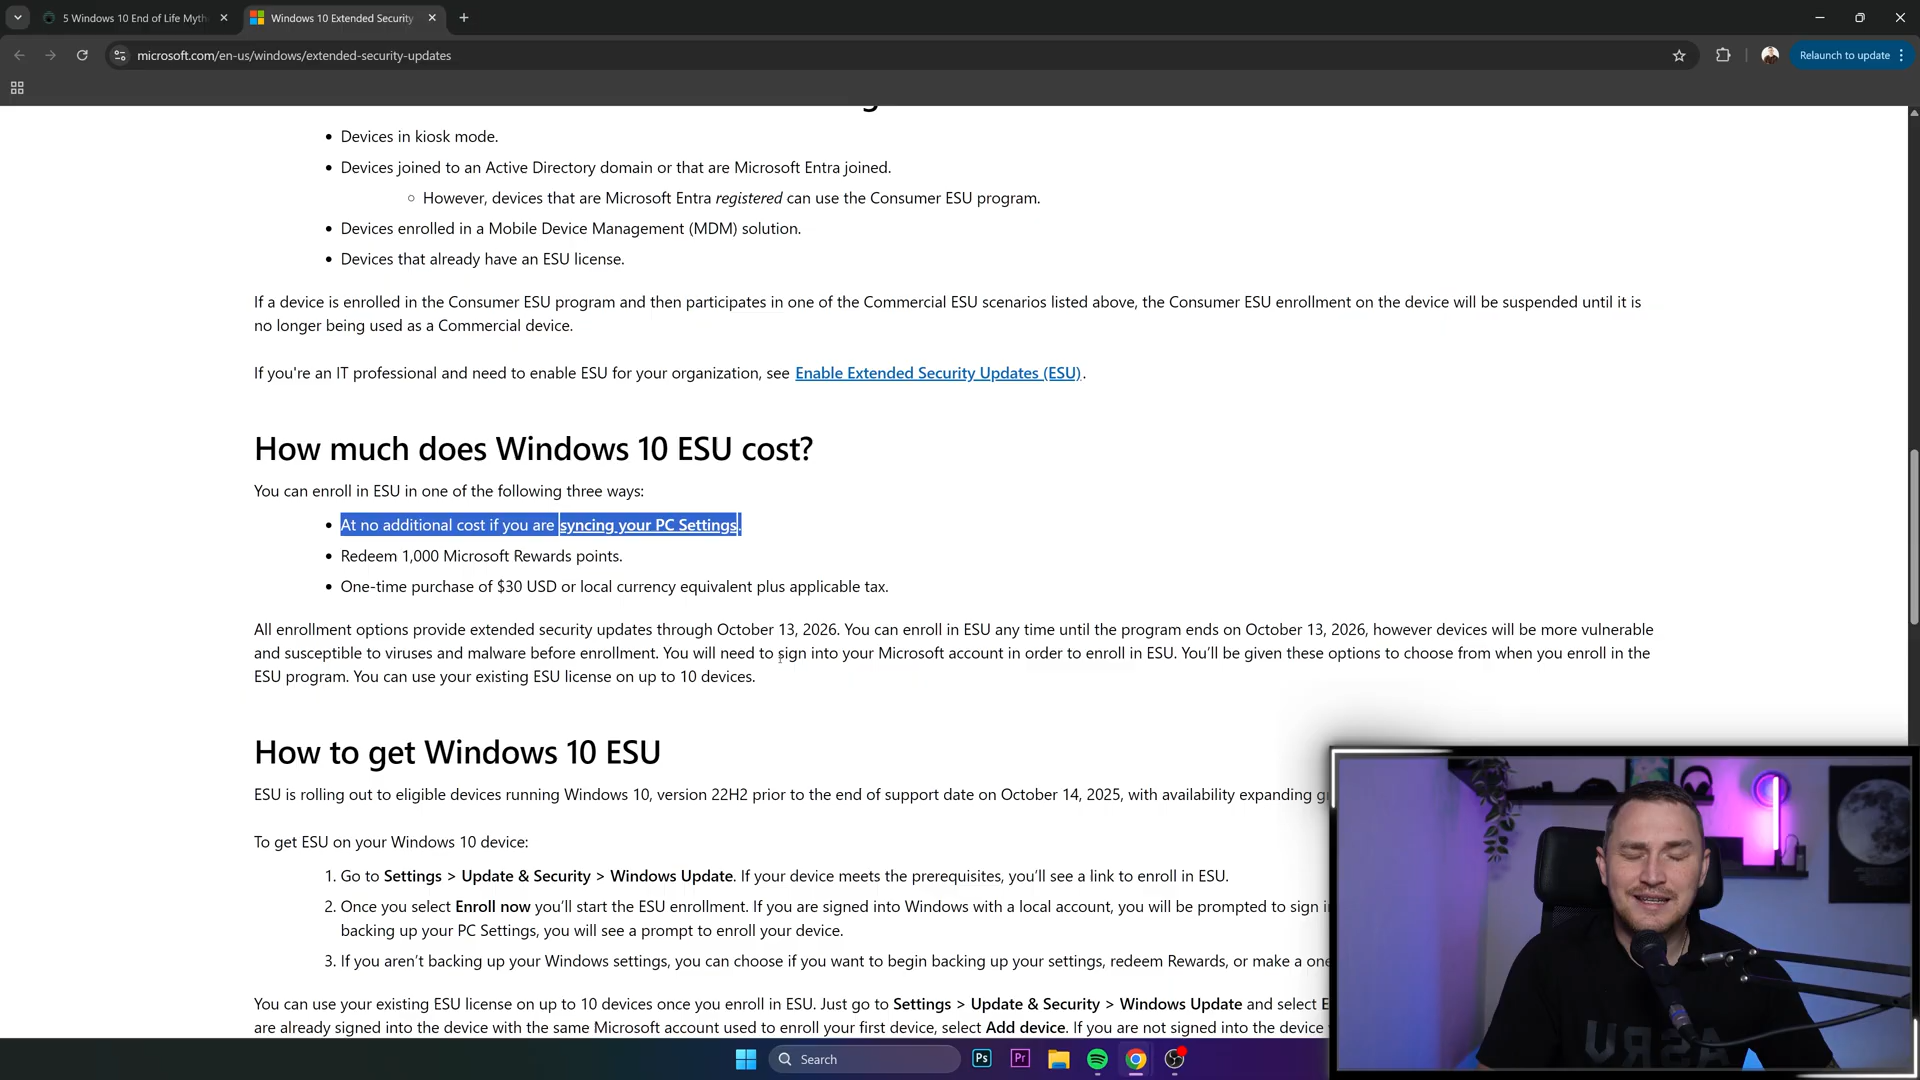 5 Windows 10 End of Life Myth
Windows 10 Extended Security
microsoft.com/en-us/windows/extended-security-updates
Relaunch to update
Devices in kiosk mode.
Devices joined to an Active Directory domain or that are Microsoft Entra joined.
However, devices that are Microsoft Entra registered can use the Consumer ESU program.
Devices enrolled in a Mobile Device Management (MDM) solution.
Devices that already have an ESU license.
If a device is enrolled in the Consumer ESU program and then participates in one of the Commercial ESU scenarios listed above, the Consumer ESU enrollment on the device will be suspended until it is
no longer being used as a Commercial device.
If you're an IT professional and need to enable ESU for your organization, see Enable Extended Security Updates (ESU).
How much does Windows 10 ESU cost?
You can enroll in ESU in one of the following three ways:
At no additional cost if you are syncing your PC Settings.
Redeem 1,000 Microsoft Rewards points.
One-time purchase of $30 USD or local currency equivalent plus applicable tax.
All enrollment options provide extended security updates through October 13, 2026. You can enroll in ESU any time until the program ends on October 13, 2026, however devices will be more vulnerable
and susceptible to viruses and malware before enrollment. You will need to sign into your Microsoft account in order to enroll in ESU. You'll be given these options to choose from when you enroll in the
ESU program. You can use your existing ESU license on up to 10 devices.
How to get Windows 10 ESU
ESU is rolling out to eligible devices running Windows 10, version 22H2 prior to the end of support date on October 14, 2025, with availability expanding
To get ESU on your Windows 10 device:
1. Go to Settings > Update & Security > Windows Update. If your device meets the prerequisites, you'll see a link to enroll in ESU.
2. Once you select Enroll now you'll start the ESU enrollment. If you are signed into Windows with a local account, you will be prompted to sign
backing up your PC Settings, you will see a prompt to enroll your device.
3. If you aren't backing up your Windows settings, you can choose if you want to begin backing up your settings, redeem Rewards, or make a
You can use your existing ESU license on up to 10 devices once you enroll in ESU. Just go to Settings > Update & Security > Windows Update and select
are already signed into the device with the same Microsoft account used to enroll your first device, select Add device. If you are not signed into the device
Search
Ps
Pr